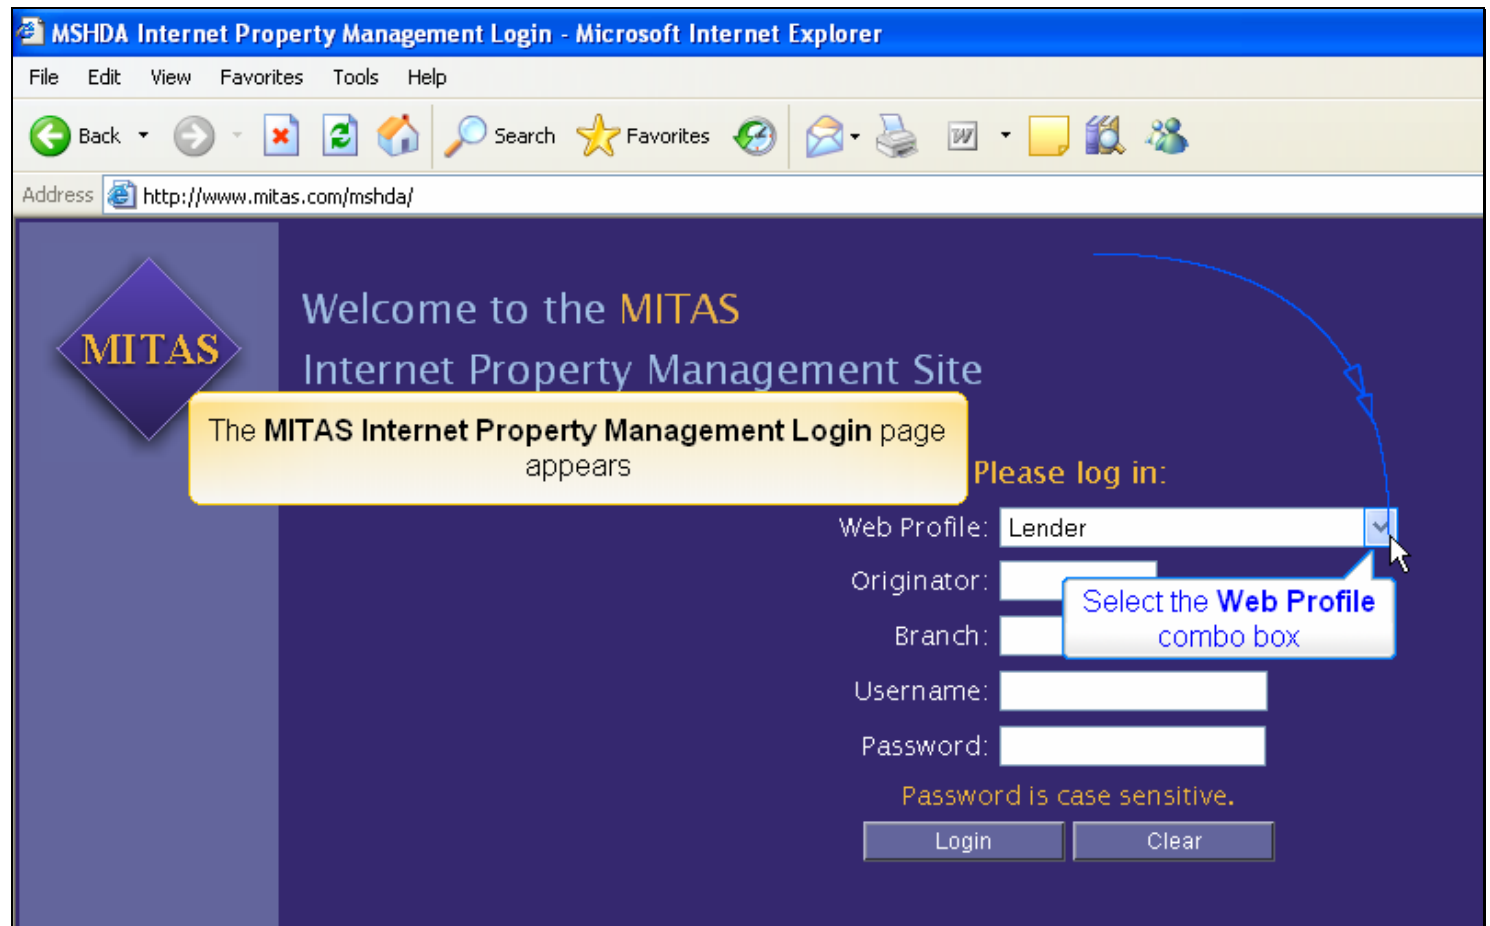 MSHDA Internet Property Management Login - Microsoft Internet Explorer
File Edit View Favorites Tools Help
Back Search Favorites
Address http://www.mitas.com/mshda/
MITAS
Welcome to the MITAS
Internet Property Management Site
The MITAS Internet Property Management Login page
appears
Please log in:
Web Profile: Lender
Originator:
Select the Web Profile
combo box
Branch:
Username:
Password:
Password is case sensitive.
Login Clear